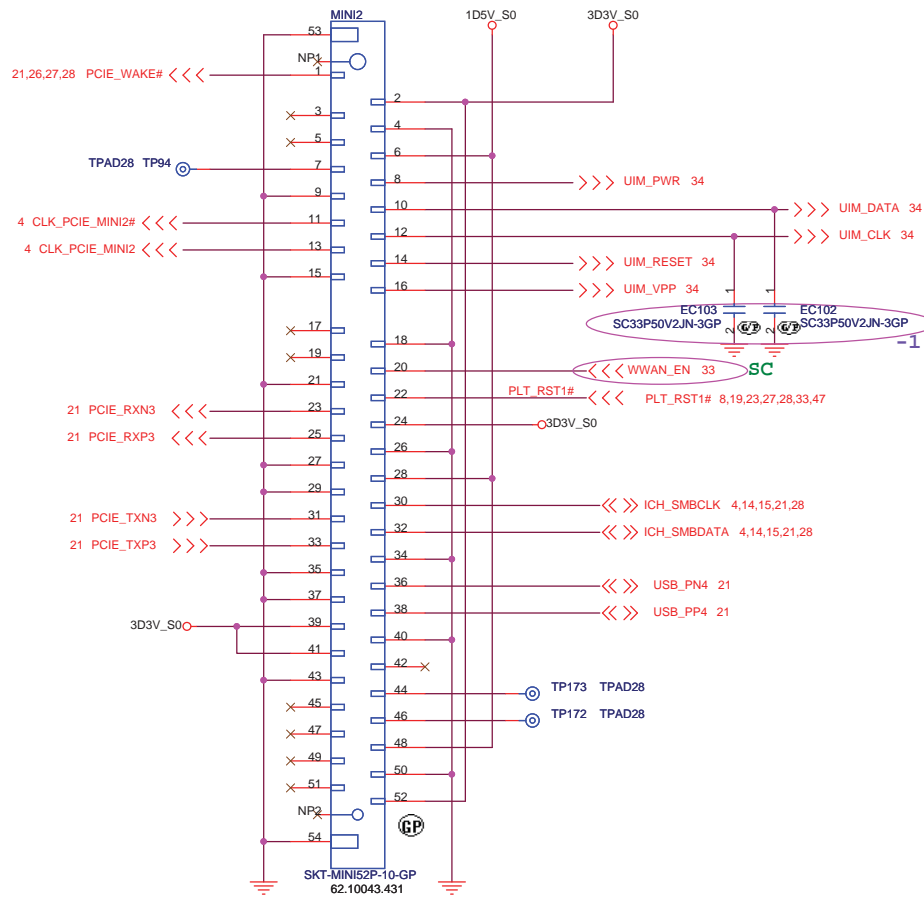 MINI2
1D5V_S0
3D3V_S0
53
NP1
21,26,27,28 PCIE_WAKE#
1
2
3
4
5
6
TPAD28 TP94
7
8
UIM_PWR 34
9
10
UIM_DATA 34
4 CLK_PCIE_MINI2#
11
12
UIM_CLK 34
4 CLK_PCIE_MINI2
13
14
UIM_RESET 34
15
16
UIM_VPP 34
1
1
EC103
EC102
SC33P50V2JN-3GP
SC33P50V2JN-3GP
2
GP
2
GP
-1
17
18
19
20
WWAN_EN 33
SC
21
22
PLT_RST1#
PLT_RST1# 8,19,23,27,28,33,47
21 PCIE_RXN3
23
24
3D3V_S0
21 PCIE_RXP3
25
26
27
28
29
30
ICH_SMBCLK 4,14,15,21,28
21 PCIE_TXN3
31
32
ICH_SMBDATA 4,14,15,21,28
21 PCIE_TXP3
33
34
35
36
USB_PN4 21
37
38
USB_PP4 21
3D3V_S0
39
40
41
42
43
44
TP173 TPAD28
45
46
TP172 TPAD28
47
48
49
50
51
52
NP2
GP
54
SKT-MINI52P-10-GP
62.10043.431